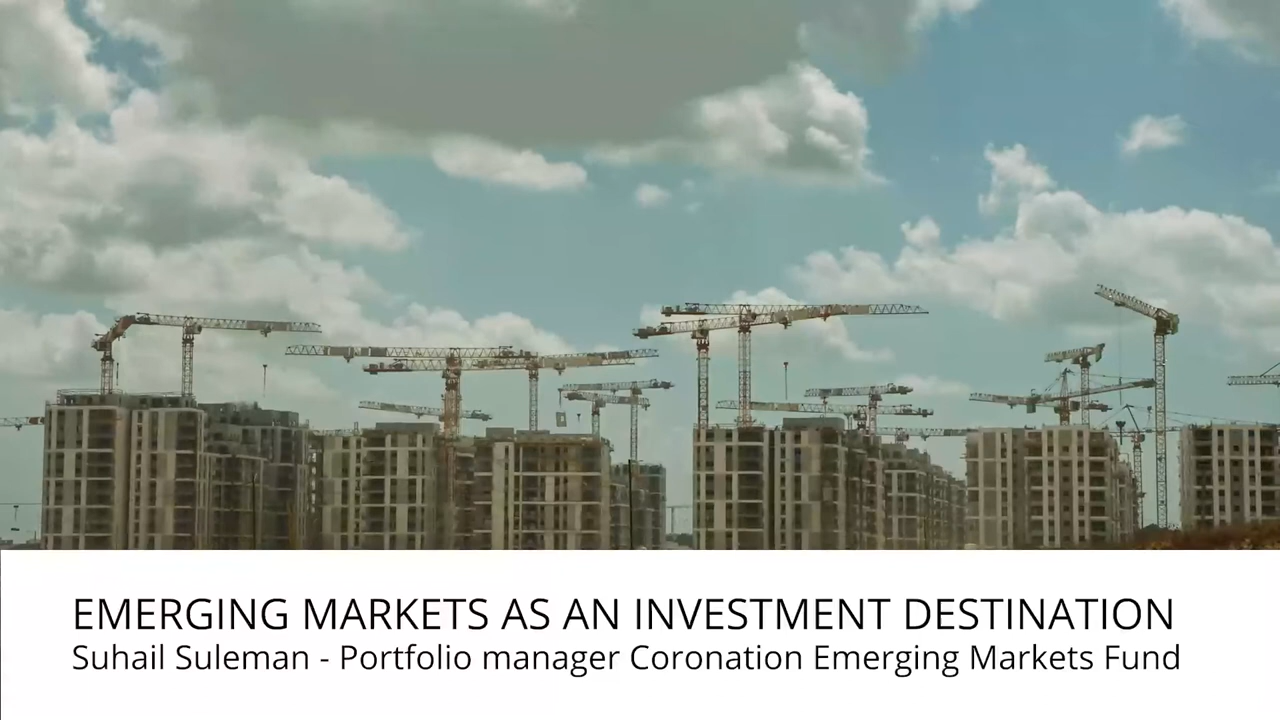 EMERGING MARKETS AS AN INVESTMENT DESTINATION
Suhail Suleman - Portfolio manager Coronation Emerging Markets Fund